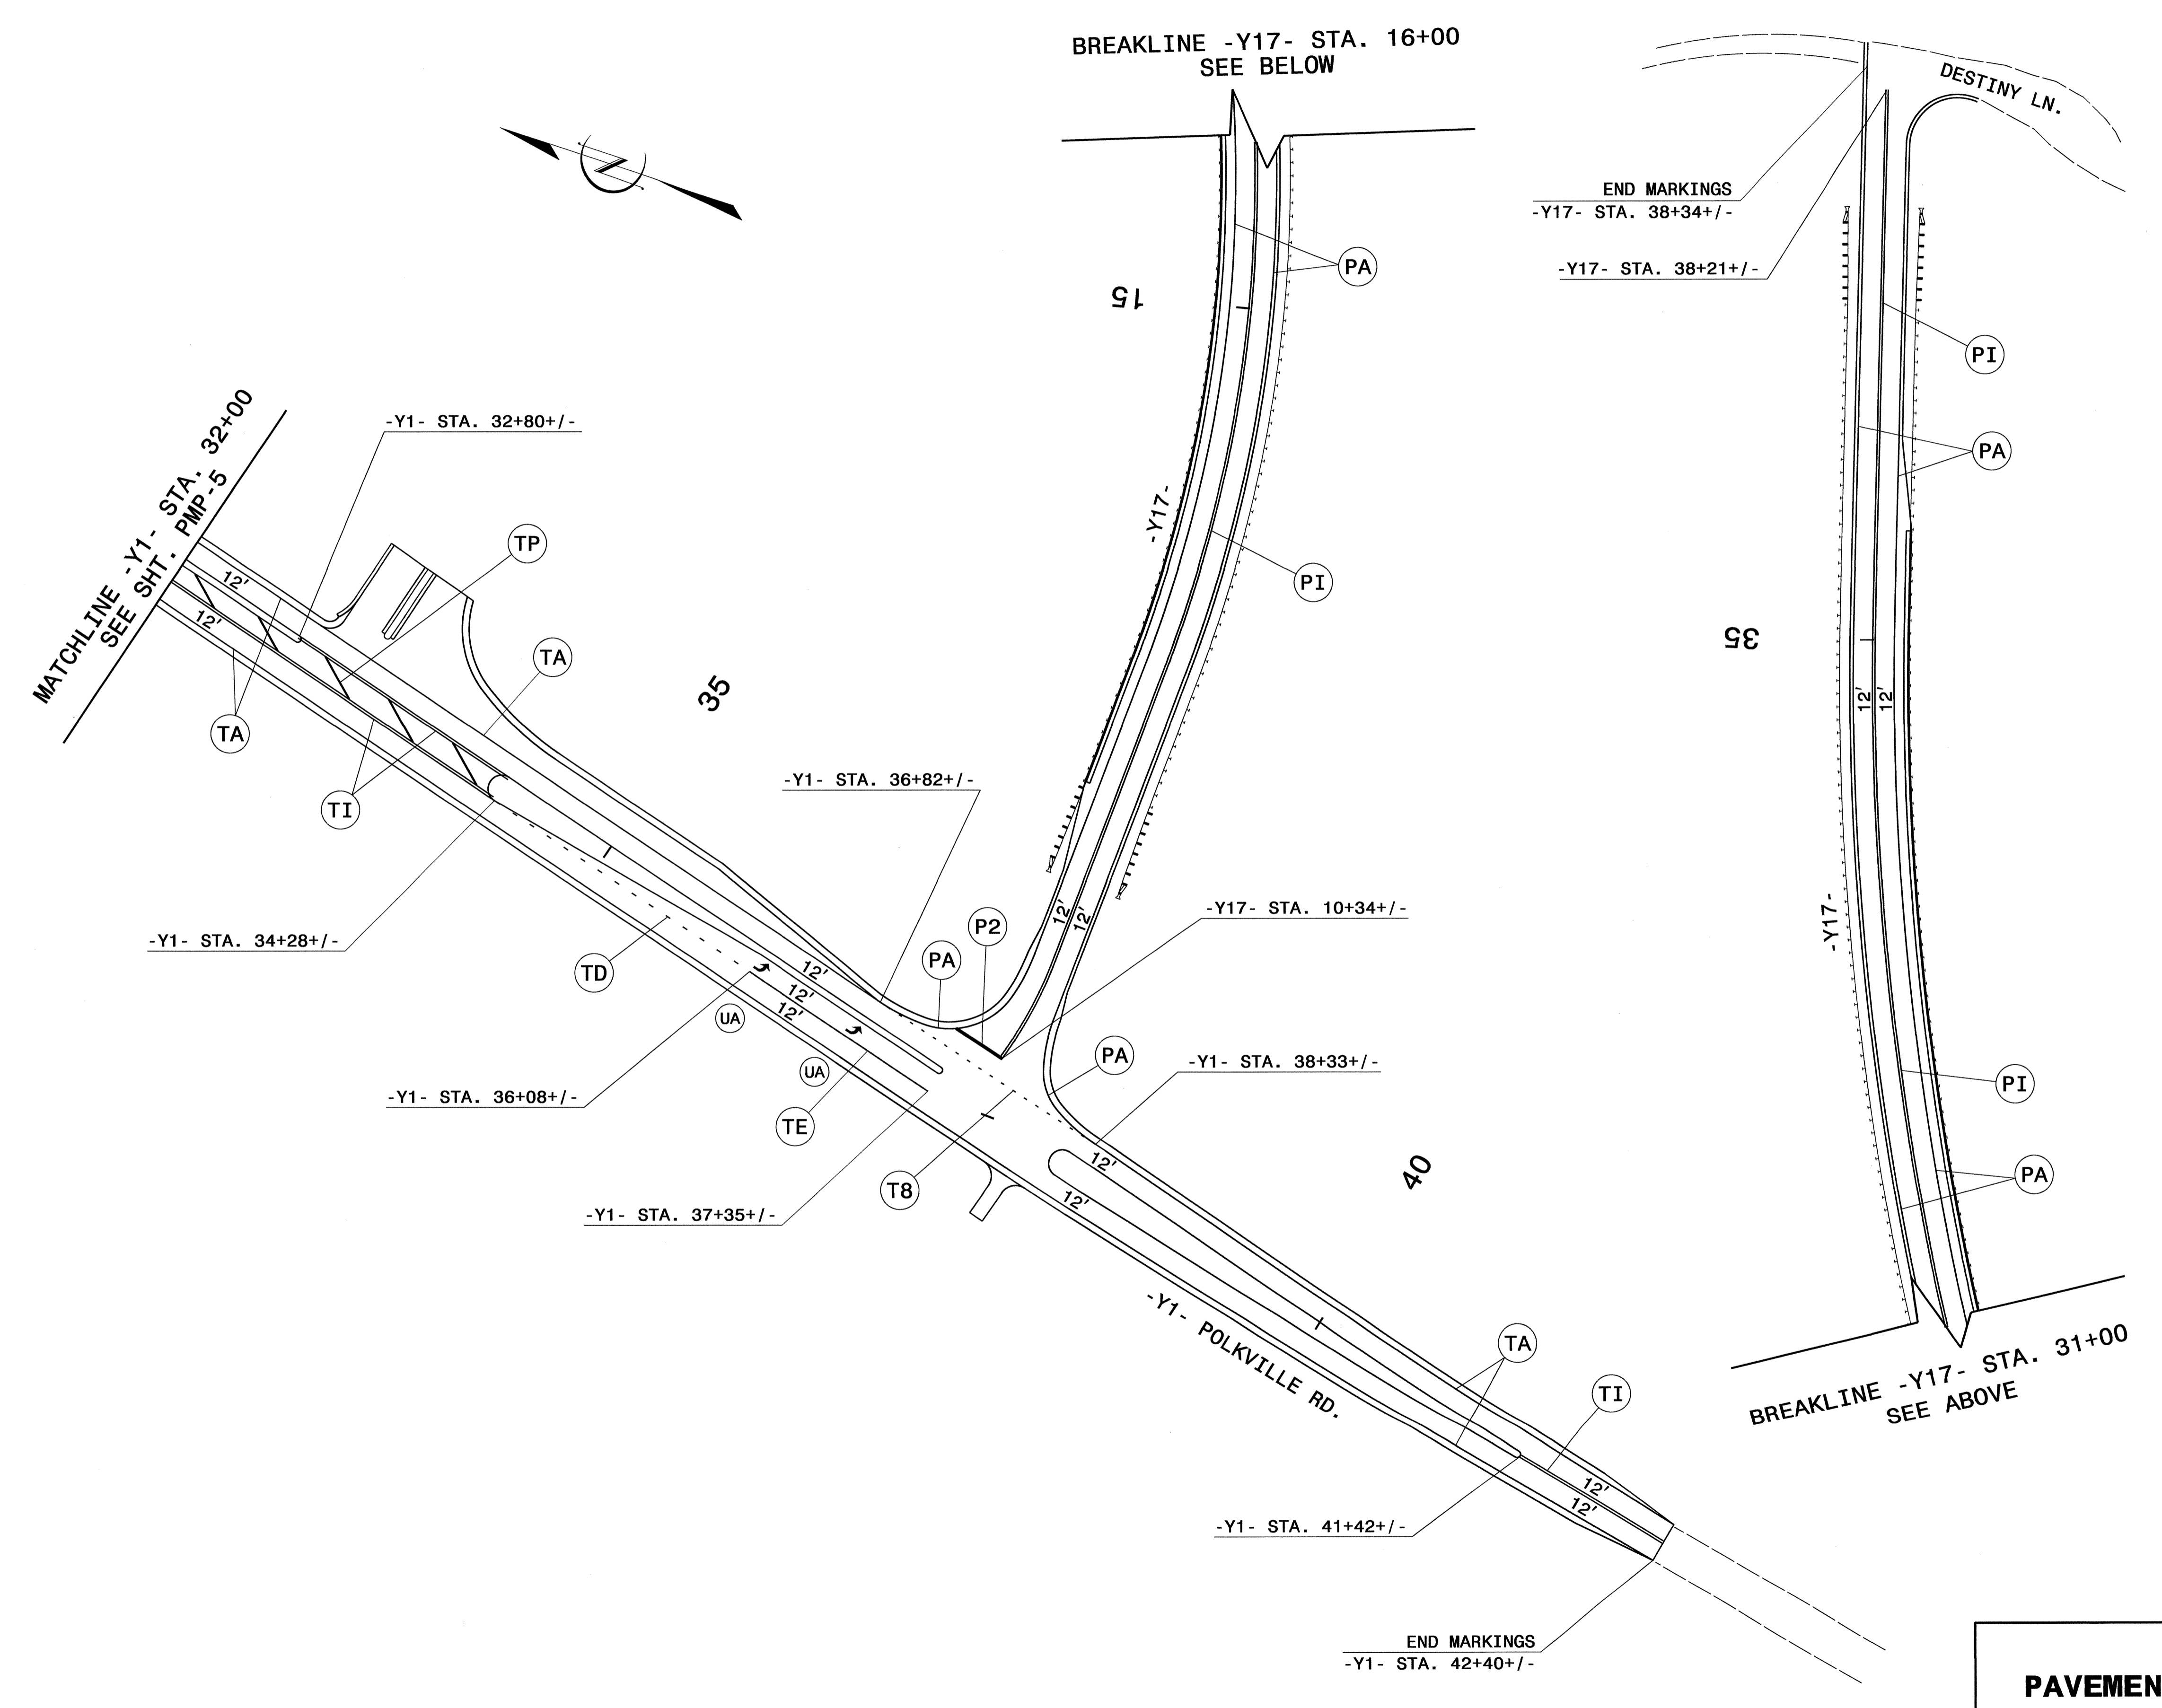 BREAKLINE -Y17- STA. 16+00
SEE BELOW
DESTINY LN.
END MARKINGS
-Y17- STA. 38+34+/-
-Y17- STA. 38+21+/-
PA
15
PI
-Y1- STA. 32+80+/-
MATCHLINE -Y1- STA. 32+00
SEE SHT. PMP-5
PA
-Y17-
TP
PI
12'
12'
TA
35
35
TA
TI
12'
12'
-Y1- STA. 36+82+/-
-Y17- STA. 10+34+/-
P2
12'
12'
-Y17-
-Y1- STA. 34+28+/-
PA
TD
12'
12'
12'
UA
UA
PA
-Y1- STA. 38+33+/-
PI
-Y1- STA. 36+08+/-
TE
12'
12'
40
PA
T8
-Y1- STA. 37+35+/-
-Y1- POLKVILLE RD.
TA
TI
BREAKLINE -Y17- STA. 31+00
SEE ABOVE
12'
12'
-Y1- STA. 41+42+/-
END MARKINGS
-Y1- STA. 42+40+/-
PAVEMEN